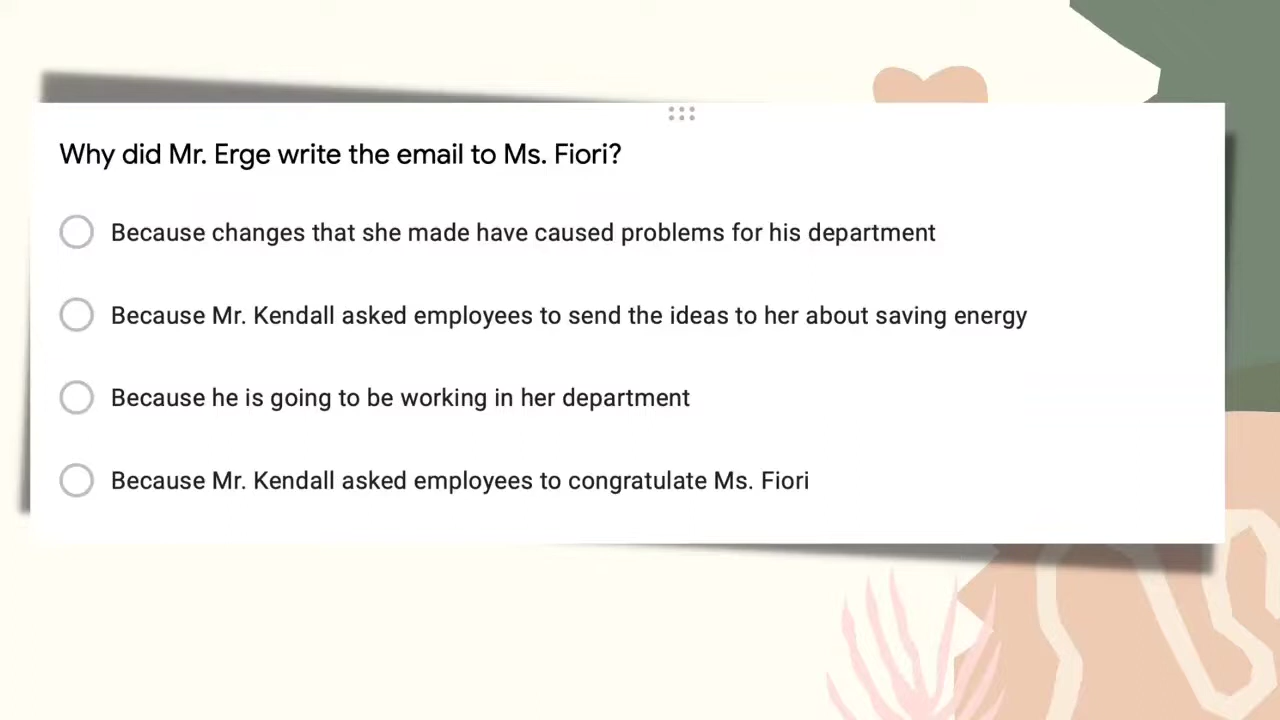 Why did Mr. Erge write the email to Ms. Fiori?
Because changes that she made have caused problems for his department
Because Mr. Kendall asked employees to send the ideas to her about saving energy
Because he is going to be working in her department
Because Mr. Kendall asked employees to congratulate Ms. Fiori